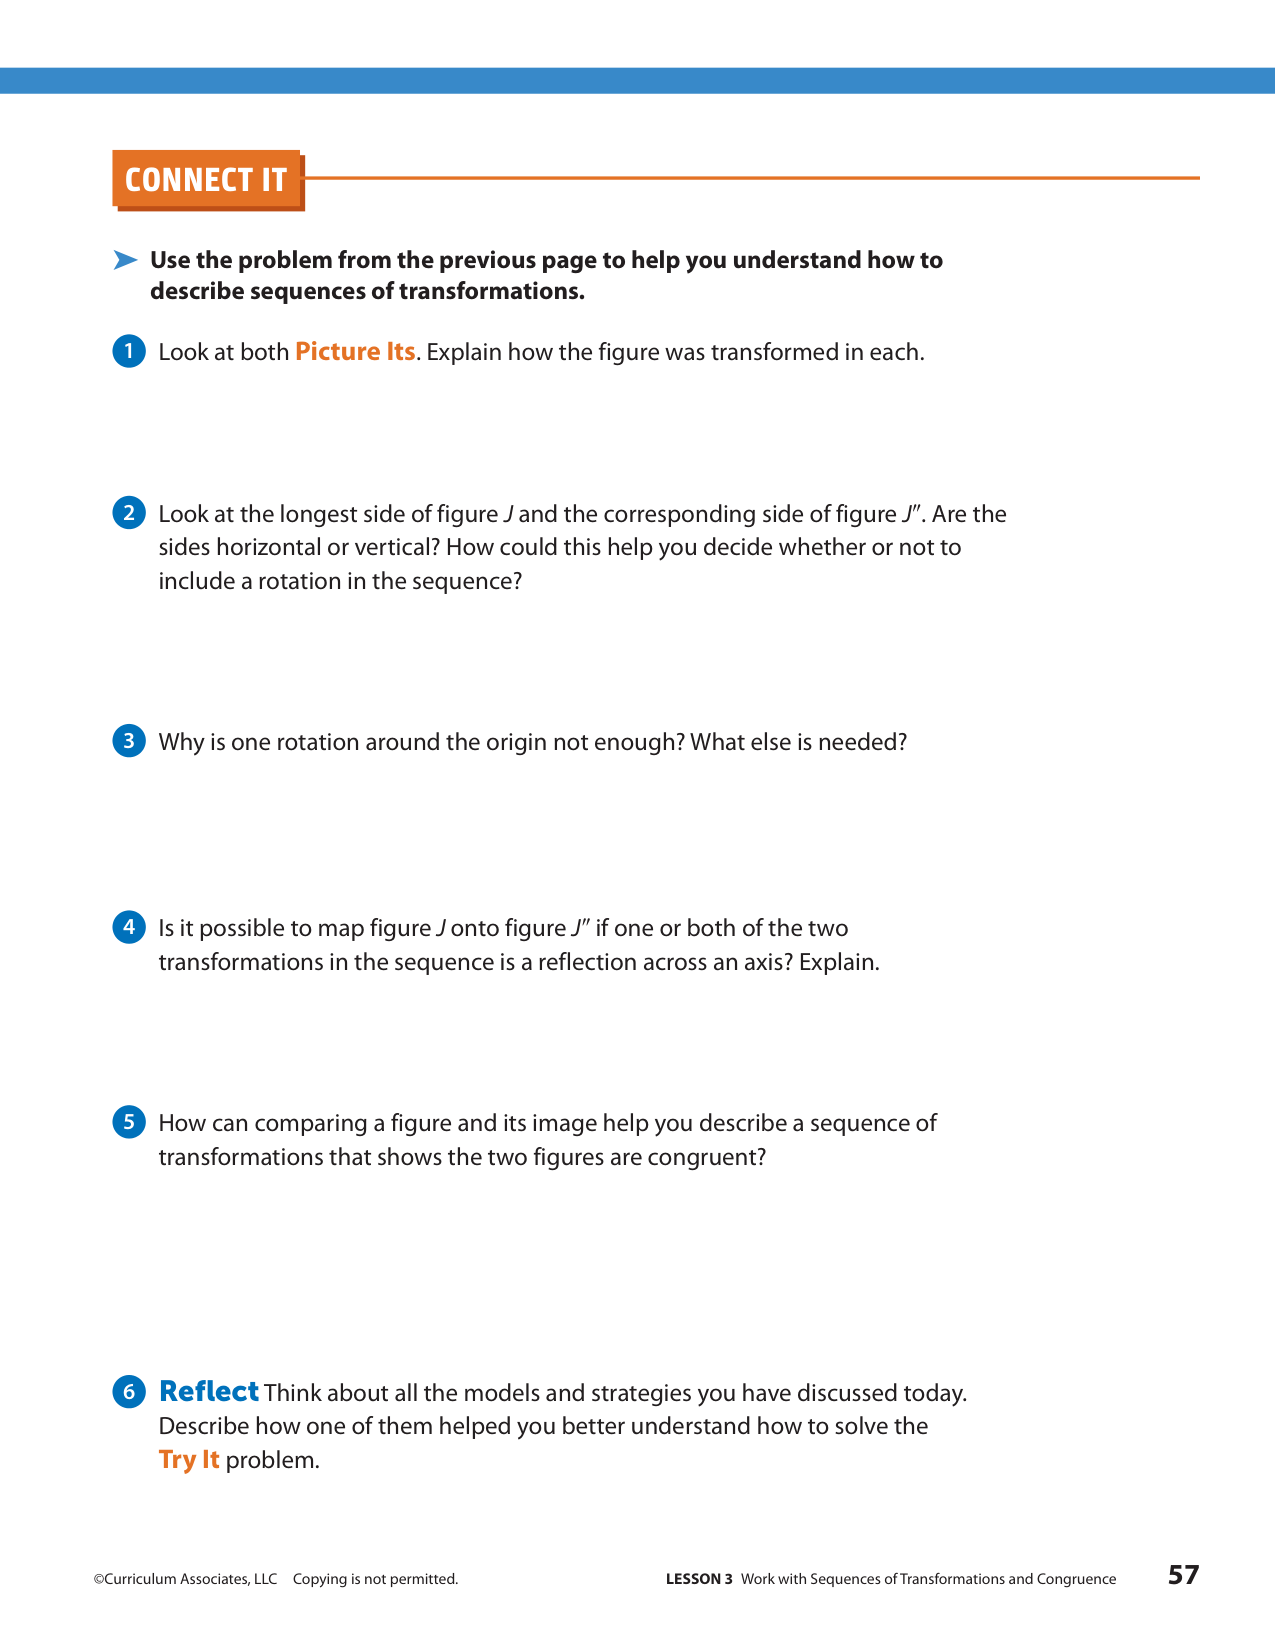 CONNECT IT
➤ Use the problem from the previous page to help you understand how to
describe sequences of transformations.
1 Look at both Picture Its. Explain how the figure was transformed in each.
2 Look at the longest side of figure J and the corresponding side of figure J″. Are the
sides horizontal or vertical? How could this help you decide whether or not to
include a rotation in the sequence?
3 Why is one rotation around the origin not enough? What else is needed?
4 Is it possible to map figure J onto figure J″ if one or both of the two
transformations in the sequence is a reflection across an axis? Explain.
5 How can comparing a figure and its image help you describe a sequence of
transformations that shows the two figures are congruent?
6 Reflect Think about all the models and strategies you have discussed today.
Describe how one of them helped you better understand how to solve the
Try It problem.
©Curriculum Associates, LLC Copying is not permitted. LESSON 3 Work with Sequences of Transformations and Congruence 57